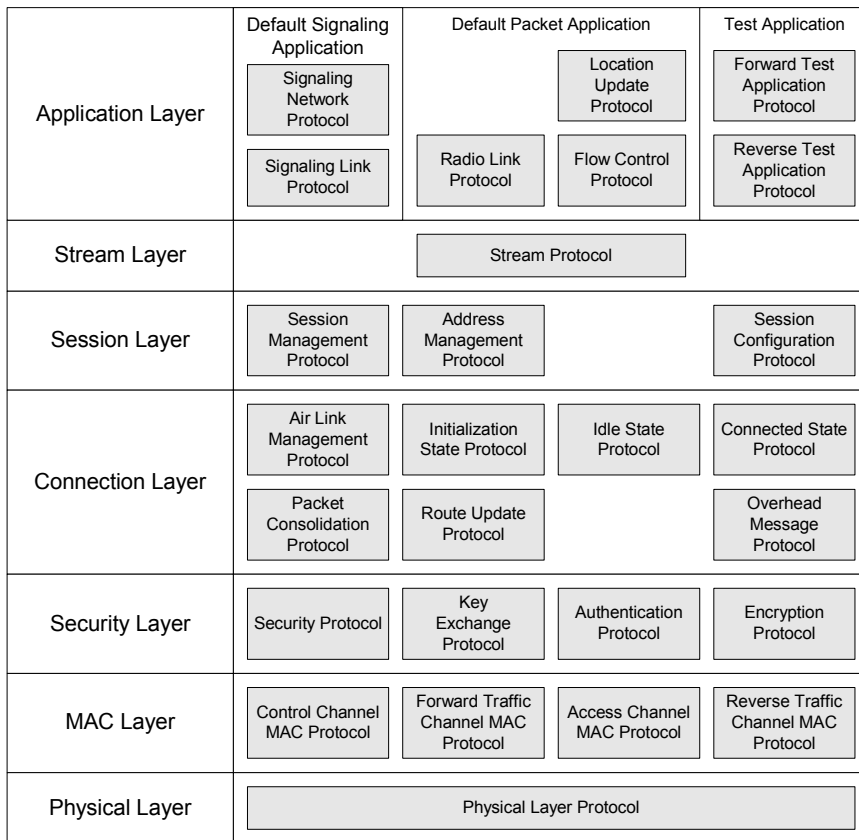 Default Signaling
Application
Default Packet Application
Test Application
Application Layer
Signaling
Network
Protocol
Location
Update
Protocol
Forward Test
Application
Protocol
Signaling Link
Protocol
Radio Link
Protocol
Flow Control
Protocol
Reverse Test
Application
Protocol
Stream Layer
Stream Protocol
Session Layer
Session
Management
Protocol
Address
Management
Protocol
Session
Configuration
Protocol
Connection Layer
Air Link
Management
Protocol
Initialization
State Protocol
Idle State
Protocol
Connected State
Protocol
Packet
Consolidation
Protocol
Route Update
Protocol
Overhead
Message
Protocol
Security Layer
Security Protocol
Key
Exchange
Protocol
Authentication
Protocol
Encryption
Protocol
MAC Layer
Control Channel
MAC Protocol
Forward Traffic
Channel MAC
Protocol
Access Channel
MAC Protocol
Reverse Traffic
Channel MAC
Protocol
Physical Layer
Physical Layer Protocol